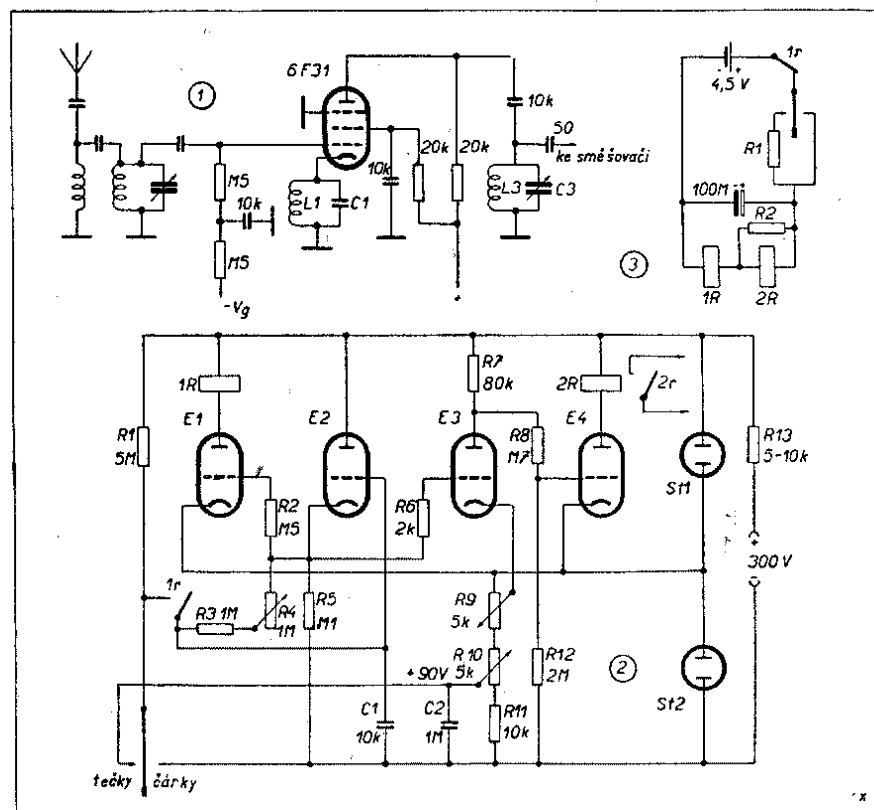 1
6F31
M5
10k
M5
-Vg
L1
C1
10k
20k
20k
+
10k
50
ke směšovači
L3
C3
3
- +
4,5 V
1r
R1
100M
+
R2
1R
2R
1R
E1
E2
R7
80k
E3
2R
E4
2r
R1
5M
R2
M5
R6
2k
R8
M7
St1
R13
5-10k
+
300V
-
1r
R3 1M
R4
1M
R5
M1
R9
5k
R10
5k
R11
10k
R12
2M
2
St2
+90V
C1
10k
C2
1M
tečky
čárky